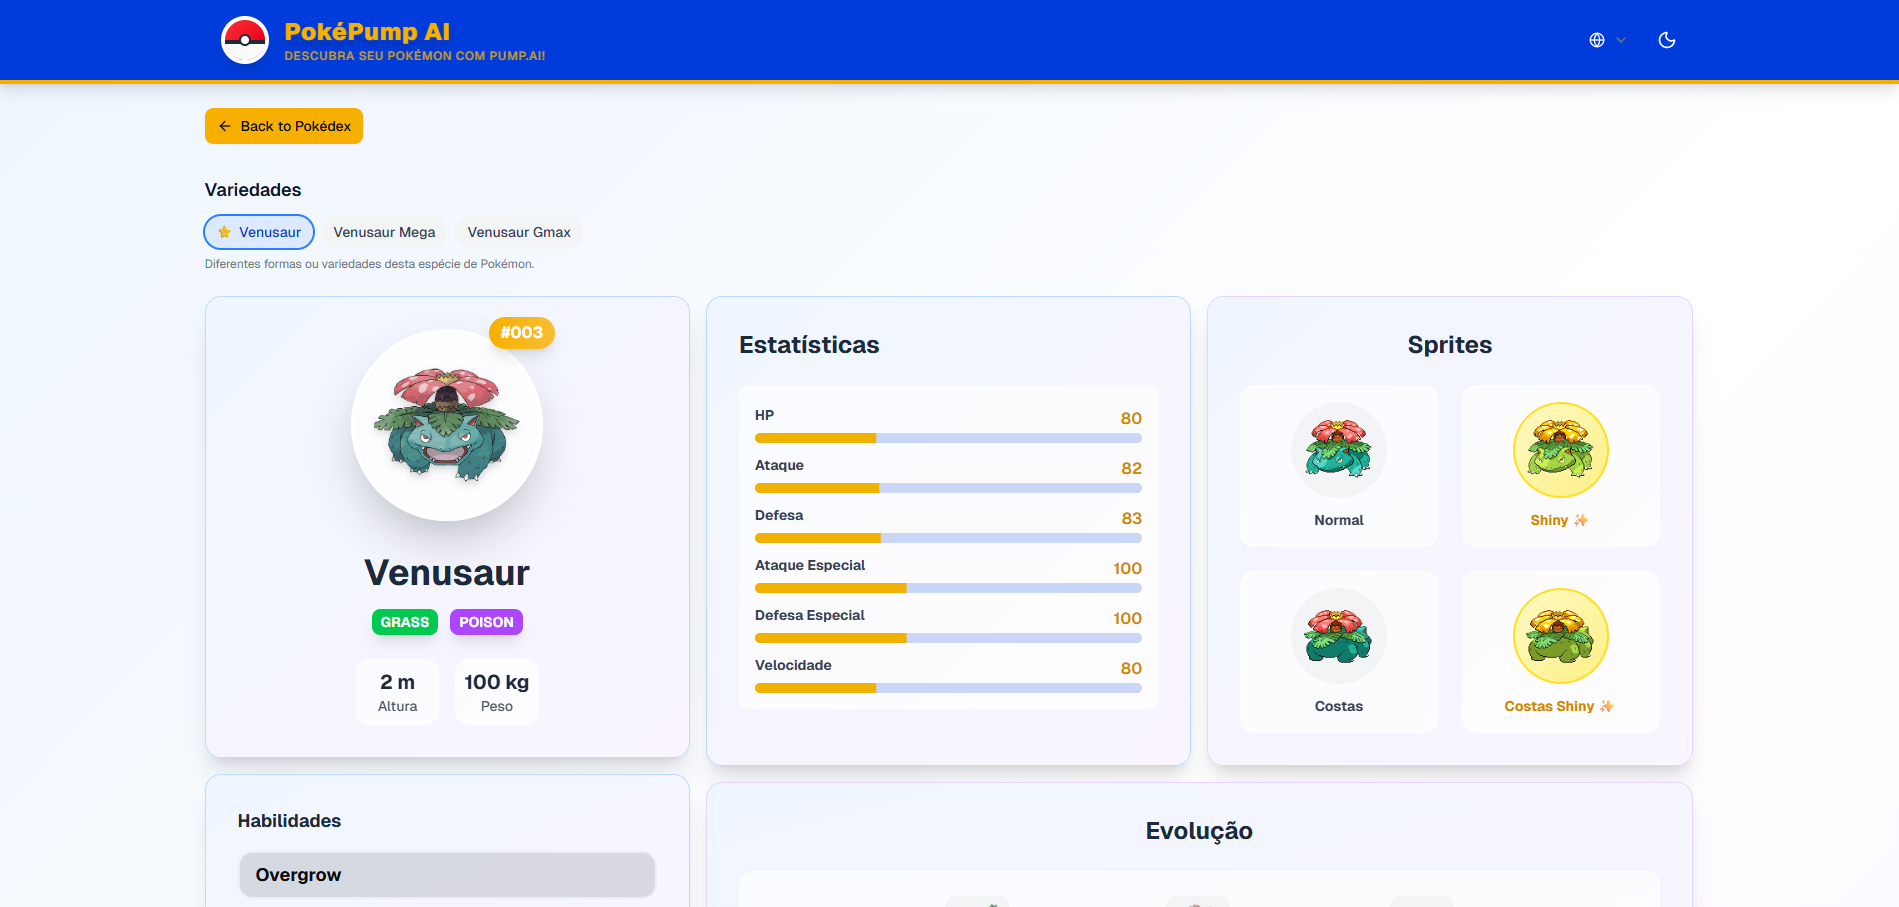 PokéPump AI
DESCUBRA SEU POKÉMON COM PUMP.AI!
Back to Pokédex
Variedades
Venusaur
Venusaur Mega
Venusaur Gmax
Diferentes formas ou variedades desta espécie de Pokémon.
#003
Venusaur
GRASS
POISON
2 m
Altura
100 kg
Peso
Estatísticas
HP
80
Ataque
82
Defesa
83
Ataque Especial
100
Defesa Especial
100
Velocidade
80
Sprites
Normal
Shiny ✨
Costas
Costas Shiny ✨
Habilidades
Overgrow
Evolução